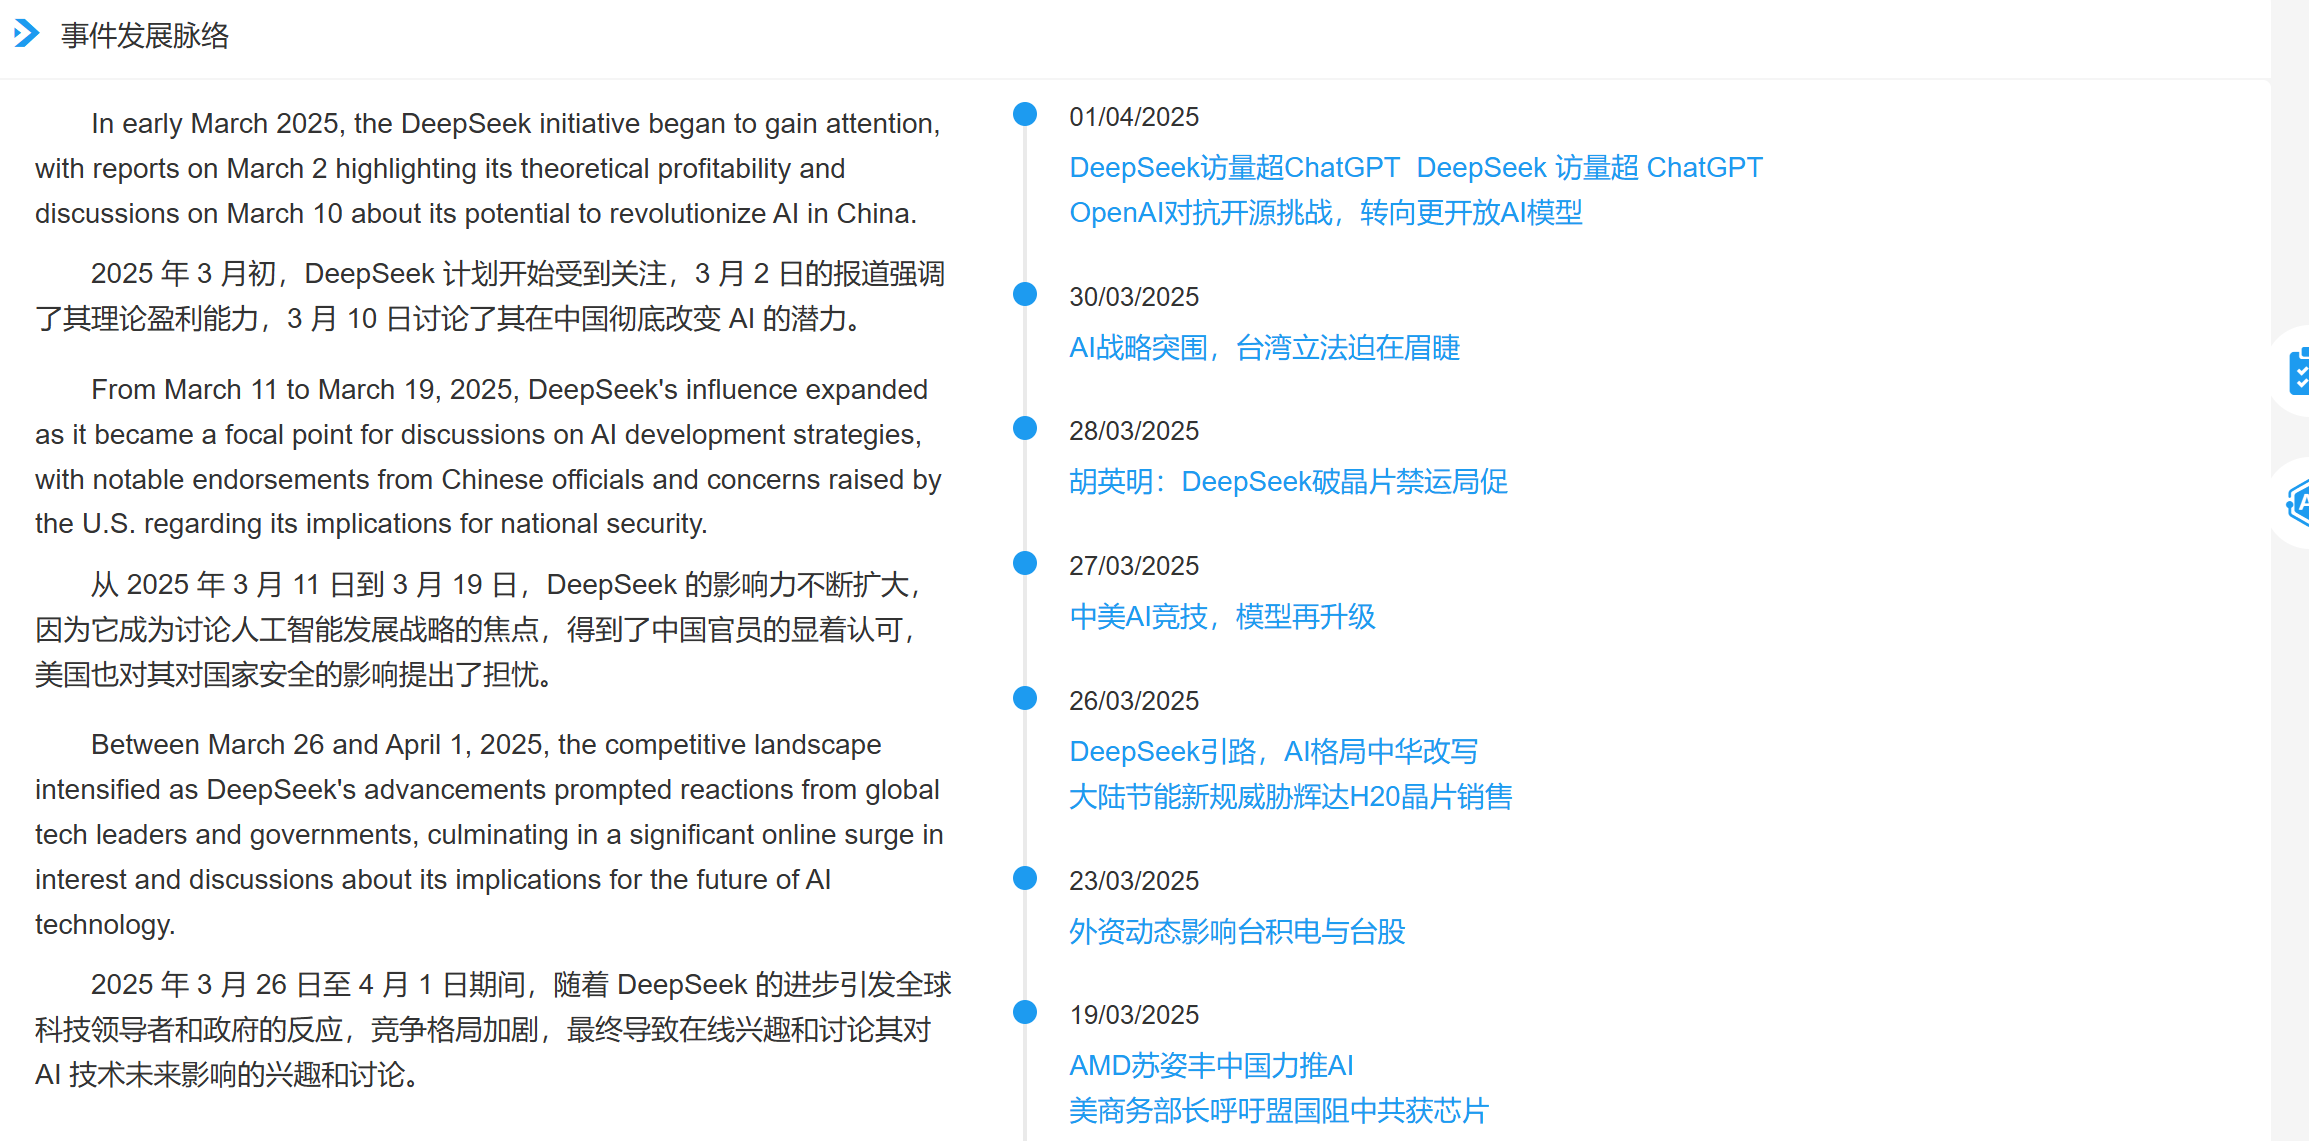 事件发展脉络
In early March 2025, the DeepSeek initiative began to gain attention,
with reports on March 2 highlighting its theoretical profitability and
discussions on March 10 about its potential to revolutionize AI in China.
2025 年 3 月初，DeepSeek 计划开始受到关注，3 月 2 日的报道强调
了其理论盈利能力，3 月 10 日讨论了其在中国彻底改变 AI 的潜力。
From March 11 to March 19, 2025, DeepSeek's influence expanded
as it became a focal point for discussions on AI development strategies,
with notable endorsements from Chinese officials and concerns raised by
the U.S. regarding its implications for national security.
从 2025 年 3 月 11 日到 3 月 19 日，DeepSeek 的影响力不断扩大，
因为它成为讨论人工智能发展战略的焦点，得到了中国官员的显着认可，
美国也对其对国家安全的影响提出了担忧。
Between March 26 and April 1, 2025, the competitive landscape
intensified as DeepSeek's advancements prompted reactions from global
tech leaders and governments, culminating in a significant online surge in
interest and discussions about its implications for the future of AI
technology.
2025 年 3 月 26 日至 4 月 1 日期间，随着 DeepSeek 的进步引发全球
科技领导者和政府的反应，竞争格局加剧，最终导致在线兴趣和讨论其对
AI 技术未来影响的兴趣和讨论。
01/04/2025
DeepSeek访量超ChatGPT DeepSeek 访量超 ChatGPT
OpenAI对抗开源挑战，转向更开放AI模型
30/03/2025
AI战略突围，台湾立法迫在眉睫
28/03/2025
胡英明：DeepSeek破晶片禁运局促
27/03/2025
中美AI竞技，模型再升级
26/03/2025
DeepSeek引路，AI格局中华改写
大陆节能新规威胁辉达H20晶片销售
23/03/2025
外资动态影响台积电与台股
19/03/2025
AMD苏姿丰中国力推AI
美商务部长呼吁盟国阻中共获芯片